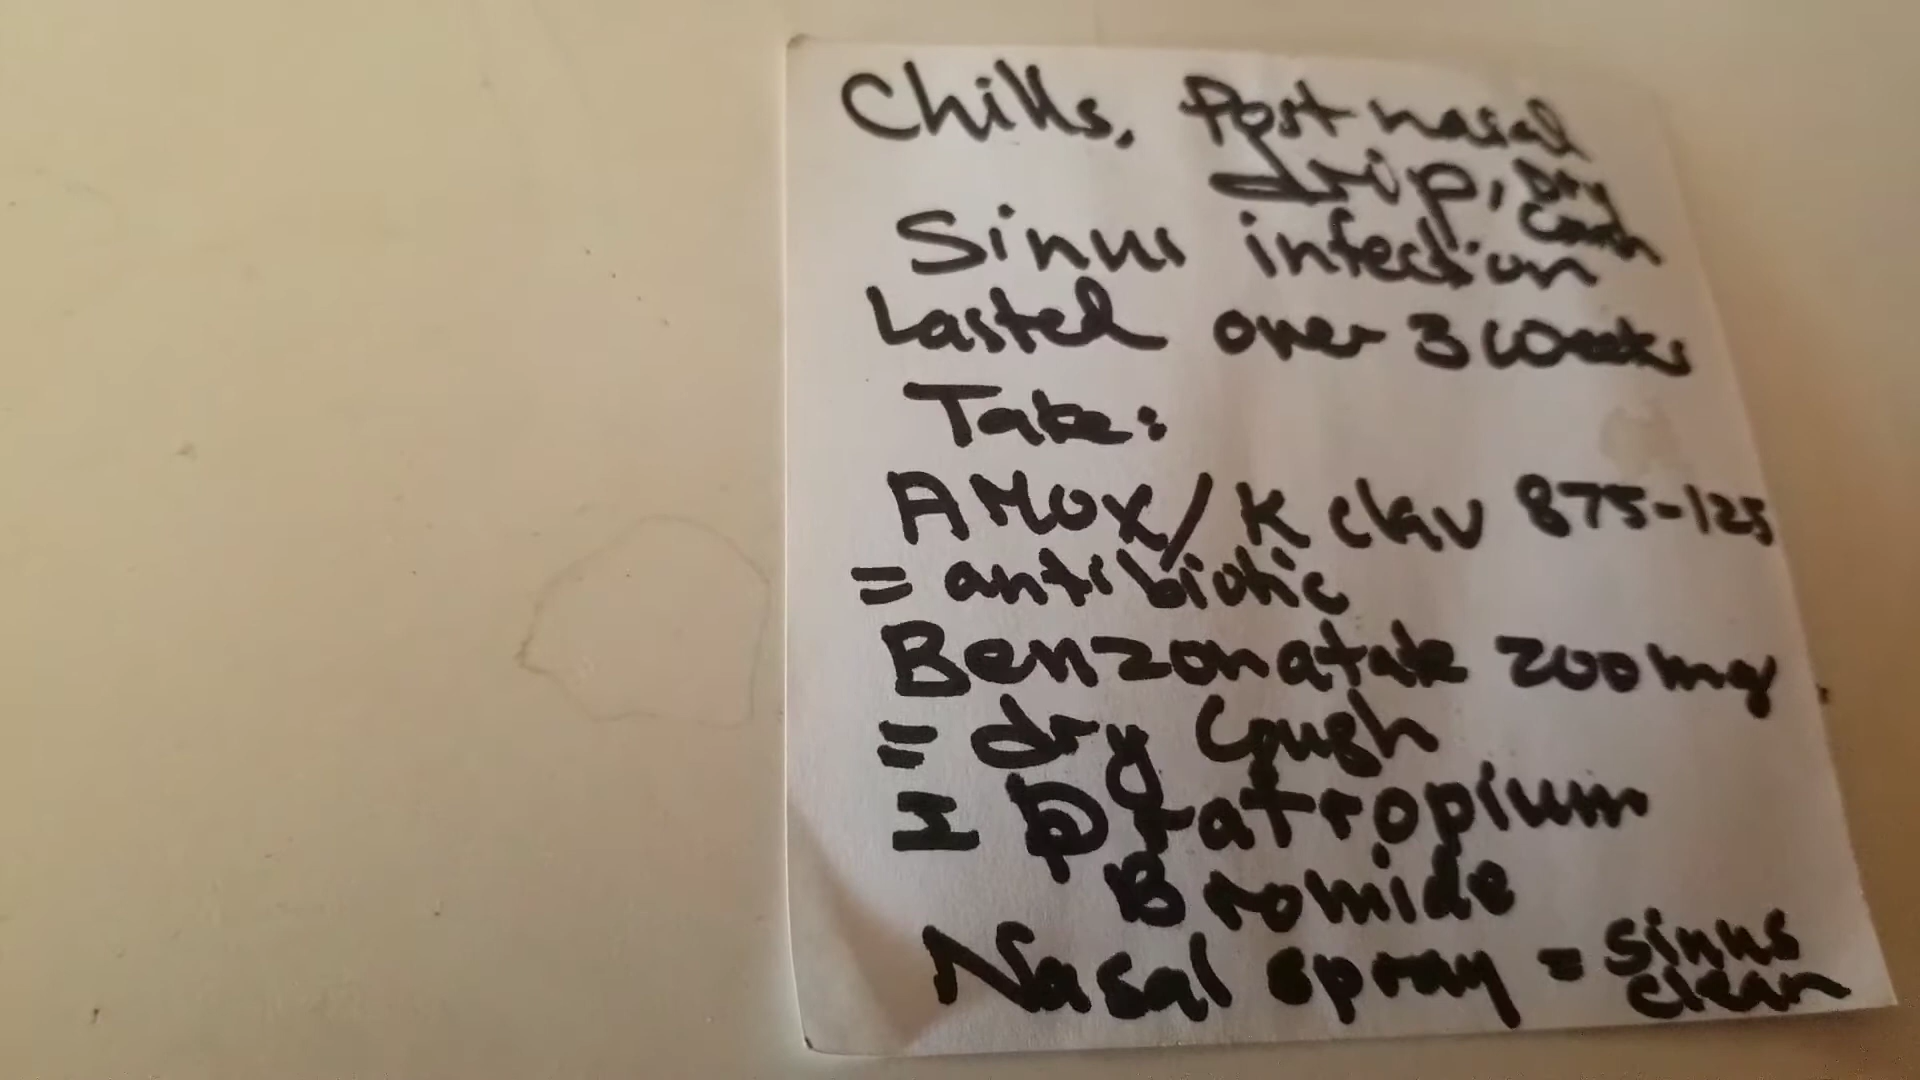 Chills, Post nasal
drip, Dry
Cough
Sinus infection
Lasted over 3 weeks
Take:
AMOX/K clav 875-125
= antibiotic
Benzonatate 200mg
= dry cough
= Ipratropium
Bromide
Nasal spray = sinus
clean